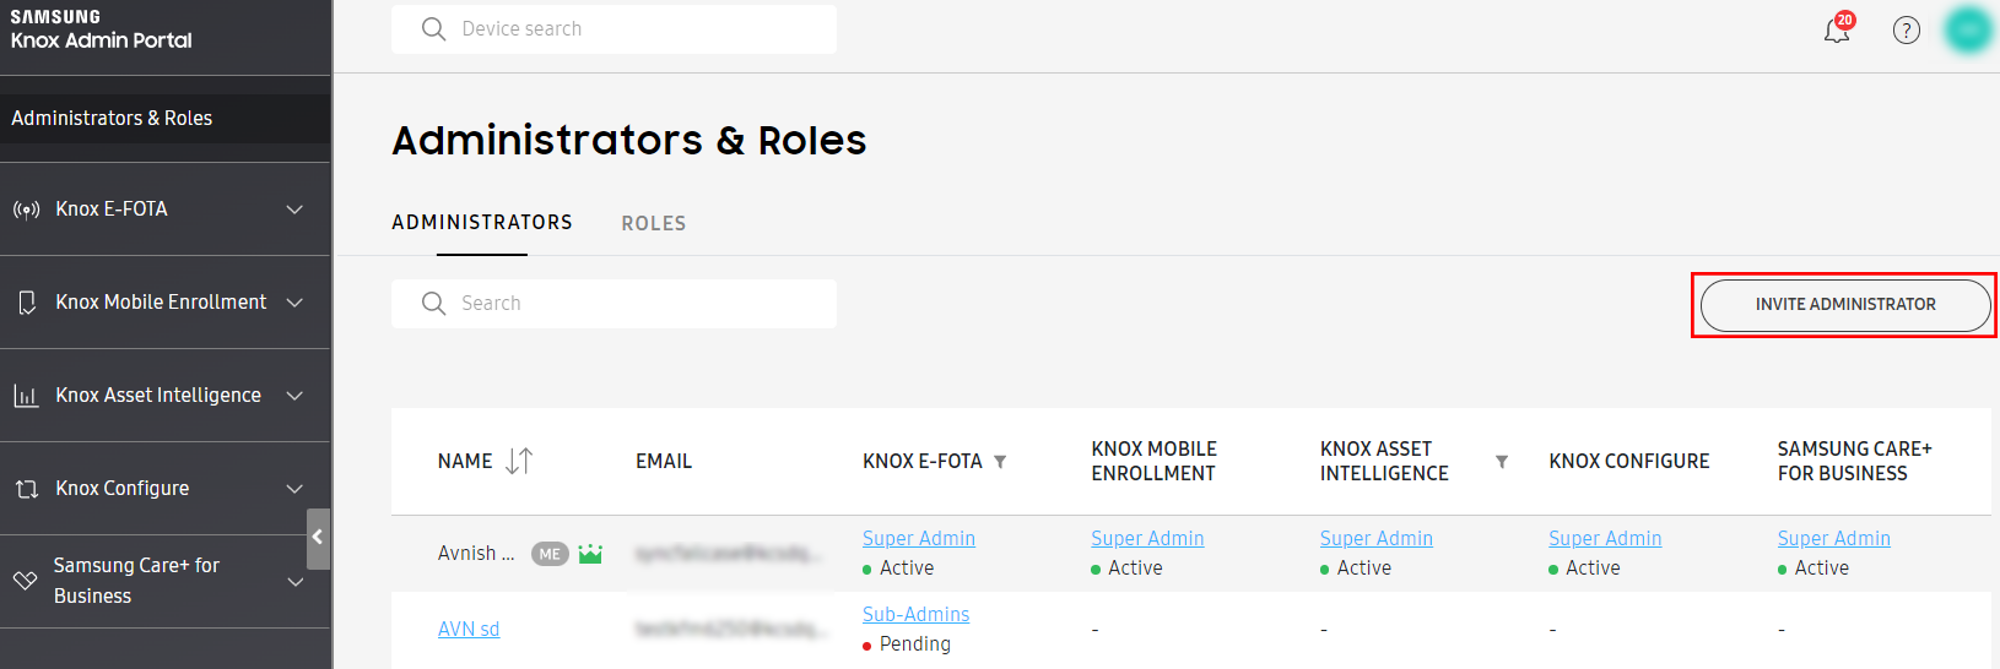 SAMSUNG
Knox Admin Portal
Device search
20
?
Administrators & Roles
Knox E-FOTA
Knox Mobile Enrollment
Knox Asset Intelligence
Knox Configure
Samsung Care+ for
Business
Administrators & Roles
ADMINISTRATORS ROLES
Search
INVITE ADMINISTRATOR
NAME EMAIL KNOX E-FOTA KNOX MOBILE ENROLLMENT KNOX ASSET INTELLIGENCE KNOX CONFIGURE SAMSUNG CARE+ FOR BUSINESS
Avnish ... ME
Super Admin Super Admin Super Admin Super Admin Super Admin
Active Active Active Active Active
AVN sd
Sub-Admins - - - -
Pending